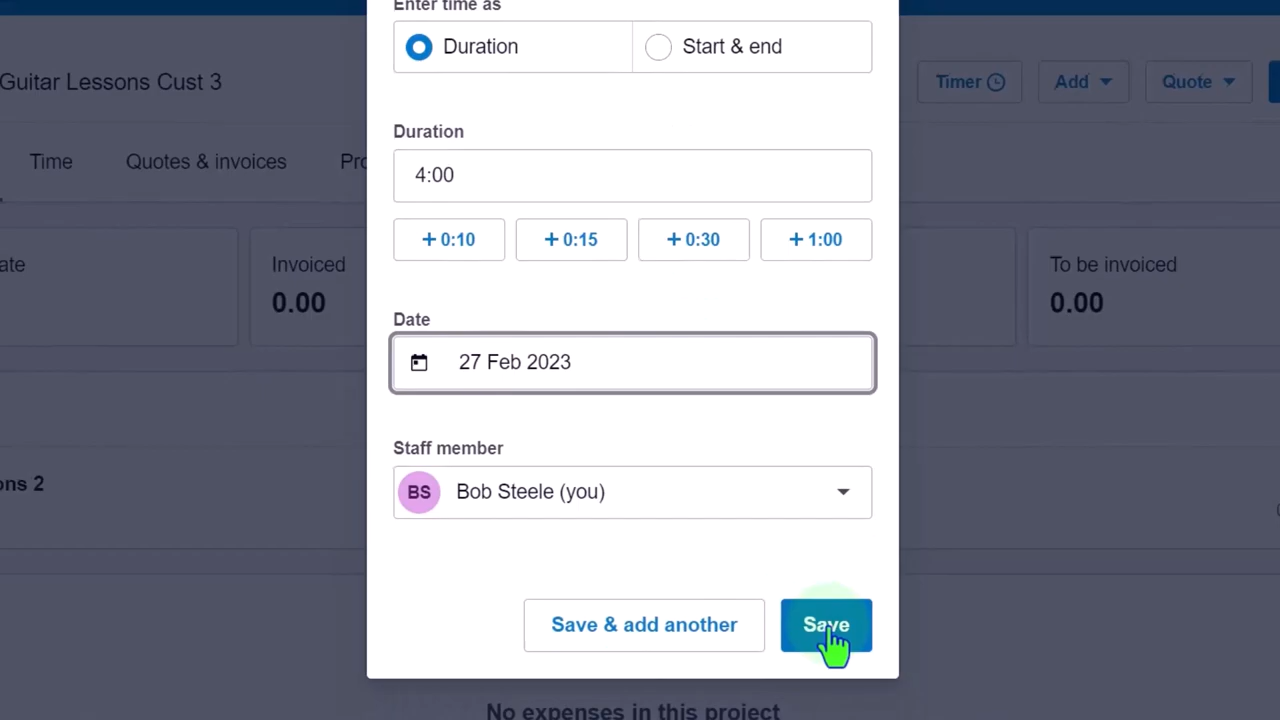 Enter time as
Duration
Start & end
Guitar Lessons Cust 3
Timer
Add
Quote
Duration
Time
Quotes & invoices
4:00
+ 0:10
+ 0:15
+ 0:30
+ 1:00
Invoiced
0.00
To be invoiced
0.00
Date
27 Feb 2023
Staff member
BS
Bob Steele (you)
2
Save & add another
Save
No expenses in this project